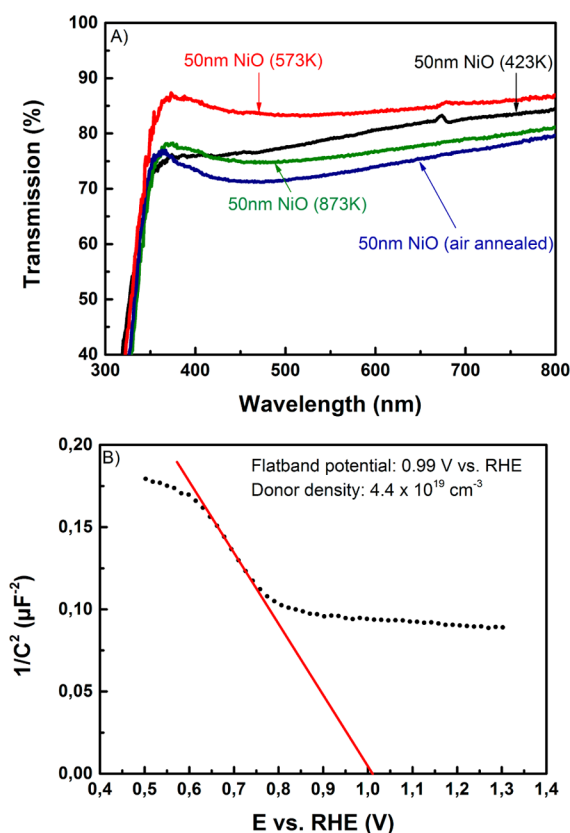 A)
50nm NiO (573K)
50nm NiO (423K)
50nm NiO (873K)
50nm NiO (air annealed)
Transmission (%)
100
90
80
70
60
50
40
300
400
500
600
700
800
Wavelength (nm)
B)
Flatband potential: 0.99 V vs. RHE
Donor density: 4.4 x 10¹⁹ cm⁻³
1/C² (µF⁻²)
0,20
0,15
0,10
0,05
0,00
0,4
0,5
0,6
0,7
0,8
0,9
1,0
1,1
1,2
1,3
1,4
E vs. RHE (V)